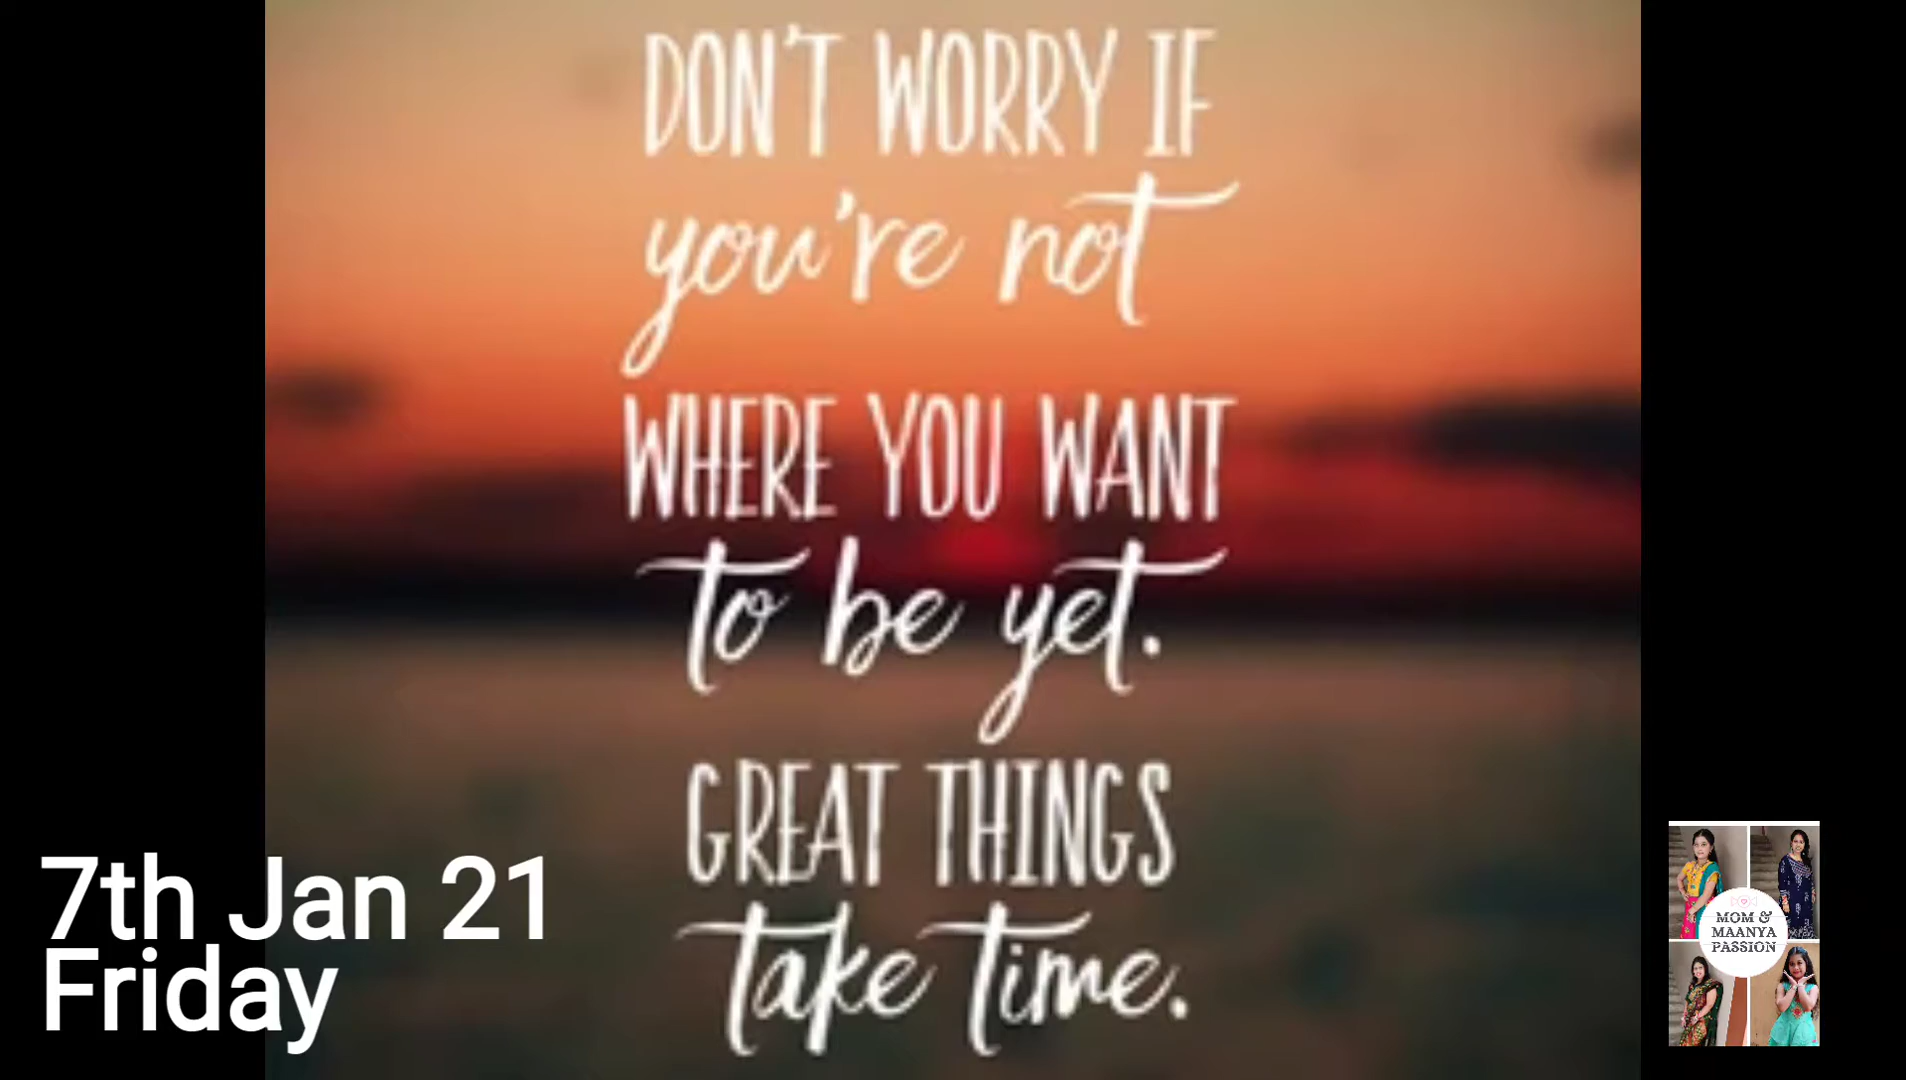 DON'T WORRY IF
you're not
WHERE YOU WANT
to be yet.
GREAT THINGS
take time.
7th Jan 21
Friday
MOM &
MAANYA
PASSION